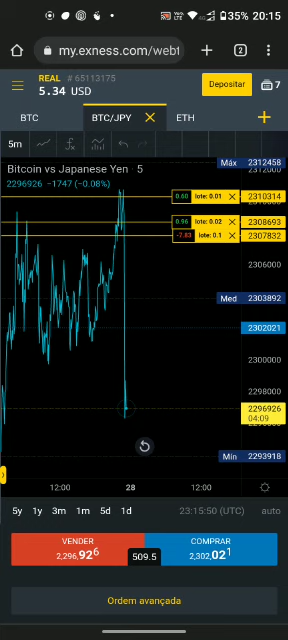 VoLTE 4G 35% 20:15
my.exness.com/webt
2
REAL # 65113175
5.34 USD
Depositar
7
BTC
BTC/JPY
ETH
5m
Bitcoin vs Japanese Yen · 5
2296926 −1747 (−0.08%)
Máx 2312458
2312000
0.60 lote: 0.01 2310314
0.96 lote: 0.02 2308693
-7.83 lote: 0.1 2307832
2306000
Med 2303892
2302021
2300000
2298000
2296926
04:09
Mín 2293918
12:00 28 12:00
5y 1y 3m 1m 5d 1d 23:15:50 (UTC) auto
VENDER
2,296,926
509.5
COMPRAR
2,302,021
Ordem avançada